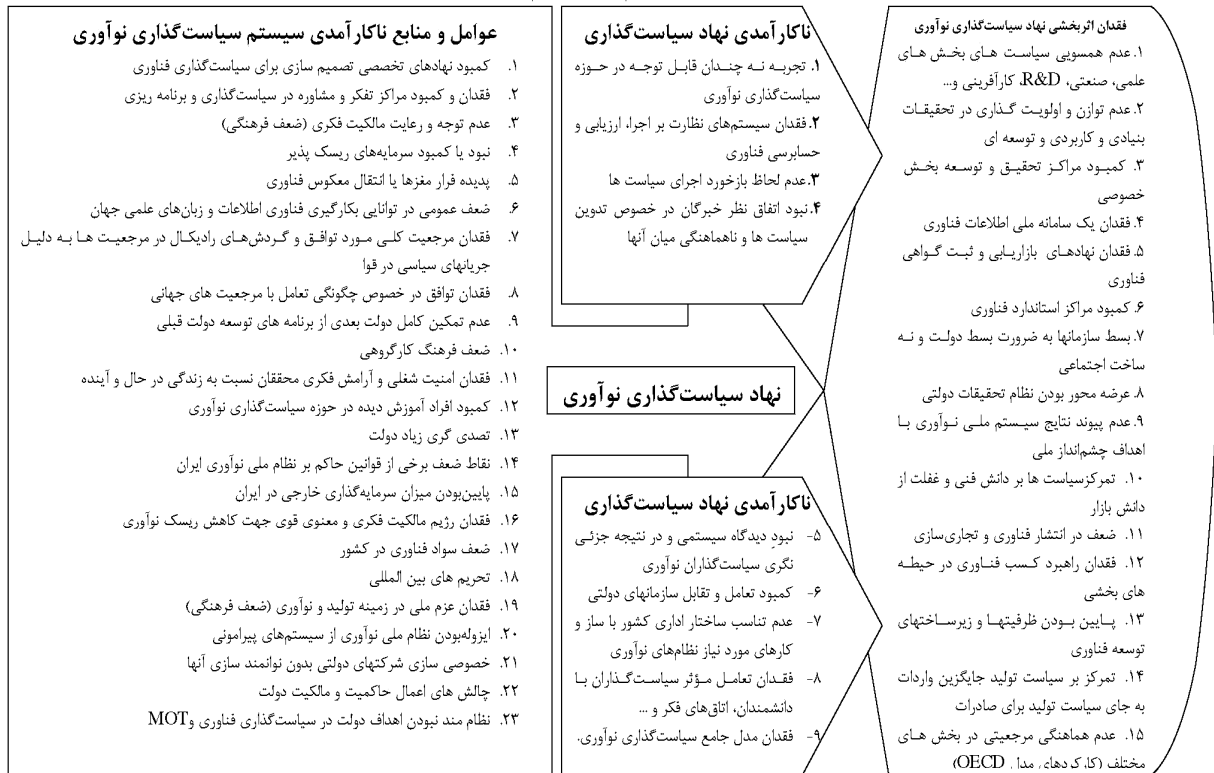 فقدان اثربخشی نهاد سیاست‌گذاری نوآوری
۱. عدم همسویی سیاست های بخش های
علمی، صنعتی، R&D، کارآفرینی و...
۲. عدم توازن و اولویت گذاری در تحقیقات
بنیادی و کاربردی و توسعه ای
۳. کمبود مراکز تحقیق و توسعه بخش
خصوصی
۴. فقدان یک سامانه ملی اطلاعات فناوری
۵. فقدان نهادهای بازاریابی و ثبت گواهی
فناوری
۶. کمبود مراکز استاندارد فناوری
۷. بسط سازمانها به ضرورت بسط دولت و نه
ساخت اجتماعی
۸. عرضه محور بودن نظام تحقیقات دولتی
۹. عدم پیوند نتایج سیستم ملی نوآوری با
اهداف چشم‌انداز ملی
۱۰. تمرکزسیاست ها بر دانش فنی و غفلت از
دانش بازار
۱۱. ضعف در انتشار فناوری و تجاری‌سازی
۱۲. فقدان راهبرد کسب فناوری در حیطه
های بخشی
۱۳. پایین بودن ظرفیتها و زیرساختهای
توسعه فناوری
۱۴. تمرکز بر سیاست تولید جایگزین واردات
به جای سیاست تولید برای صادرات
۱۵. عدم هماهنگی مرجعیتی در بخش های
مختلف (کارکردهای مدل OECD)
ناکارآمدی نهاد سیاست‌گذاری
۱. تجربه نه چندان قابل توجه در حوزه
سیاست‌گذاری نوآوری
۲. فقدان سیستم‌های نظارت بر اجرا، ارزیابی و
حسابرسی فناوری
۳. عدم لحاظ بازخورد اجرای سیاست ها
۴. نبود اتفاق نظر خبرگان در خصوص تدوین
سیاست ها و ناهماهنگی میان آنها
نهاد سیاست‌گذاری نوآوری
ناکارآمدی نهاد سیاست‌گذاری
۵- نبودِ دیدگاه سیستمی و در نتیجه جزئی
نگری سیاست‌گذاران نوآوری
۶- کمبود تعامل و تقابل سازمانهای دولتی
۷- عدم تناسب ساختار اداری کشور با ساز و
کارهای مورد نیاز نظام‌های نوآوری
۸- فقدان تعامل مؤثر سیاست‌گذاران با
دانشمندان، اتاق‌های فکر و ...
۹- فقدان مدل جامع سیاست‌گذاری نوآوری.
عوامل و منابع ناکارآمدی سیستم سیاست‌گذاری نوآوری
۱. کمبود نهادهای تخصصی تصمیم سازی برای سیاست‌گذاری فناوری
۲. فقدان و کمبود مراکز تفکر و مشاوره در سیاست‌گذاری و برنامه ریزی
۳. عدم توجه و رعایت مالکیت فکری (ضعف فرهنگی)
۴. نبود یا کمبود سرمایه‌های ریسک پذیر
۵. پدیده فرار مغزها یا انتقال معکوس فناوری
۶. ضعف عمومی در توانایی بکارگیری فناوری اطلاعات و زبان‌های علمی جهان
۷. فقدان مرجعیت کلی مورد توافق و گردش‌های رادیکال در مرجعیت ها به دلیل
جریانهای سیاسی در قوا
۸. فقدان توافق در خصوص چگونگی تعامل با مرجعیت های جهانی
۹. عدم تمکین کامل دولت بعدی از برنامه های توسعه دولت قبلی
۱۰. ضعف فرهنگ کارگروهی
۱۱. فقدان امنیت شغلی و آرامش فکری محققان نسبت به زندگی در حال و آینده
۱۲. کمبود افراد آموزش دیده در حوزه سیاست‌گذاری نوآوری
۱۳. تصدی گری زیاد دولت
۱۴. نقاط ضعف برخی از قوانین حاکم بر نظام ملی نوآوری ایران
۱۵. پایین‌بودن میزان سرمایه‌گذاری خارجی در ایران
۱۶. فقدان رژیم مالکیت فکری و معنوی قوی جهت کاهش ریسک نوآوری
۱۷. ضعف سواد فناوری در کشور
۱۸. تحریم های بین المللی
۱۹. فقدان عزم ملی در زمینه تولید و نوآوری (ضعف فرهنگی)
۲۰. ایزوله‌بودن نظام ملی نوآوری از سیستم‌های پیرامونی
۲۱. خصوصی سازی شرکتهای دولتی بدون توانمند سازی آنها
۲۲. چالش های اعمال حاکمیت و مالکیت دولت
۲۳. نظام مند نبودن اهداف دولت در سیاست‌گذاری فناوری وMOT